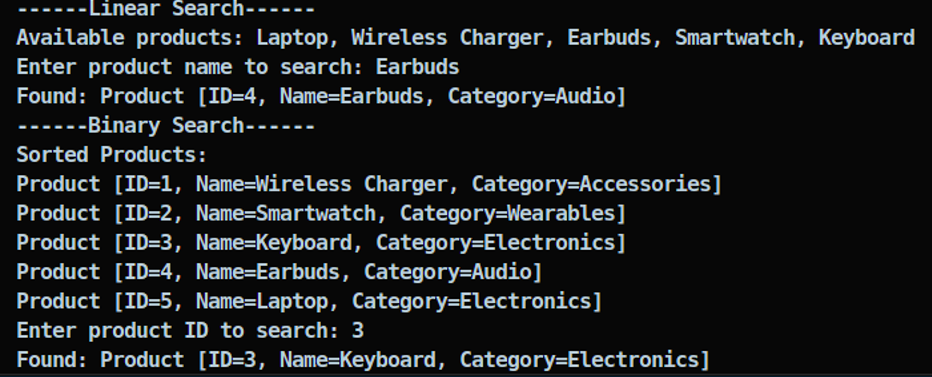 ------Linear Search------
Available products: Laptop, Wireless Charger, Earbuds, Smartwatch, Keyboard
Enter product name to search: Earbuds
Found: Product [ID=4, Name=Earbuds, Category=Audio]
------Binary Search------
Sorted Products:
Product [ID=1, Name=Wireless Charger, Category=Accessories]
Product [ID=2, Name=Smartwatch, Category=Wearables]
Product [ID=3, Name=Keyboard, Category=Electronics]
Product [ID=4, Name=Earbuds, Category=Audio]
Product [ID=5, Name=Laptop, Category=Electronics]
Enter product ID to search: 3
Found: Product [ID=3, Name=Keyboard, Category=Electronics]